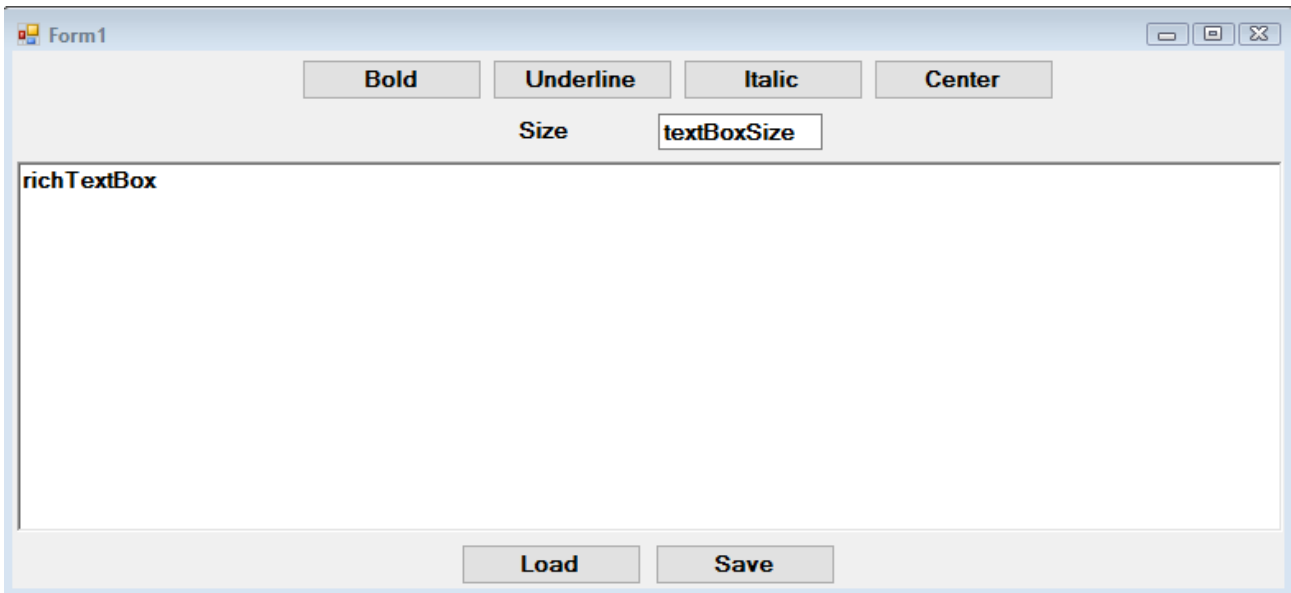 Form1
Bold Underline Italic Center
Size textBoxSize
richTextBox
Load Save